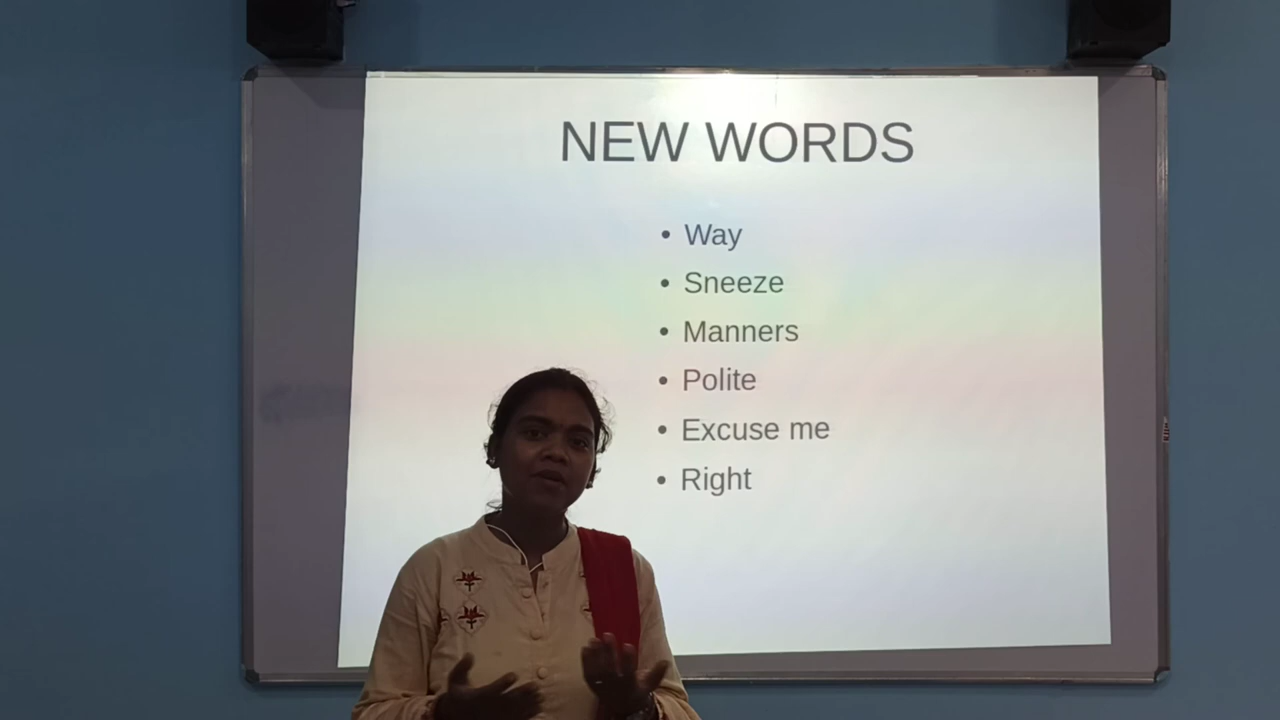 NEW WORDS
• Way
• Sneeze
• Manners
• Polite
• Excuse me
• Right